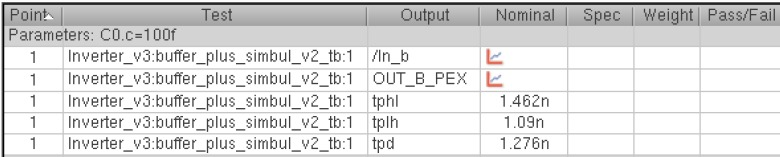 Point Test Output Nominal Spec Weight Pass/Fail
Parameters: C0.c=100f
1 Inverter_v3:buffer_plus_simbul_v2_tb:1 /In_b
1 Inverter_v3:buffer_plus_simbul_v2_tb:1 OUT_B_PEX
1 Inverter_v3:buffer_plus_simbul_v2_tb:1 tphl 1.462n
1 Inverter_v3:buffer_plus_simbul_v2_tb:1 tplh 1.09n
1 Inverter_v3:buffer_plus_simbul_v2_tb:1 tpd 1.276n